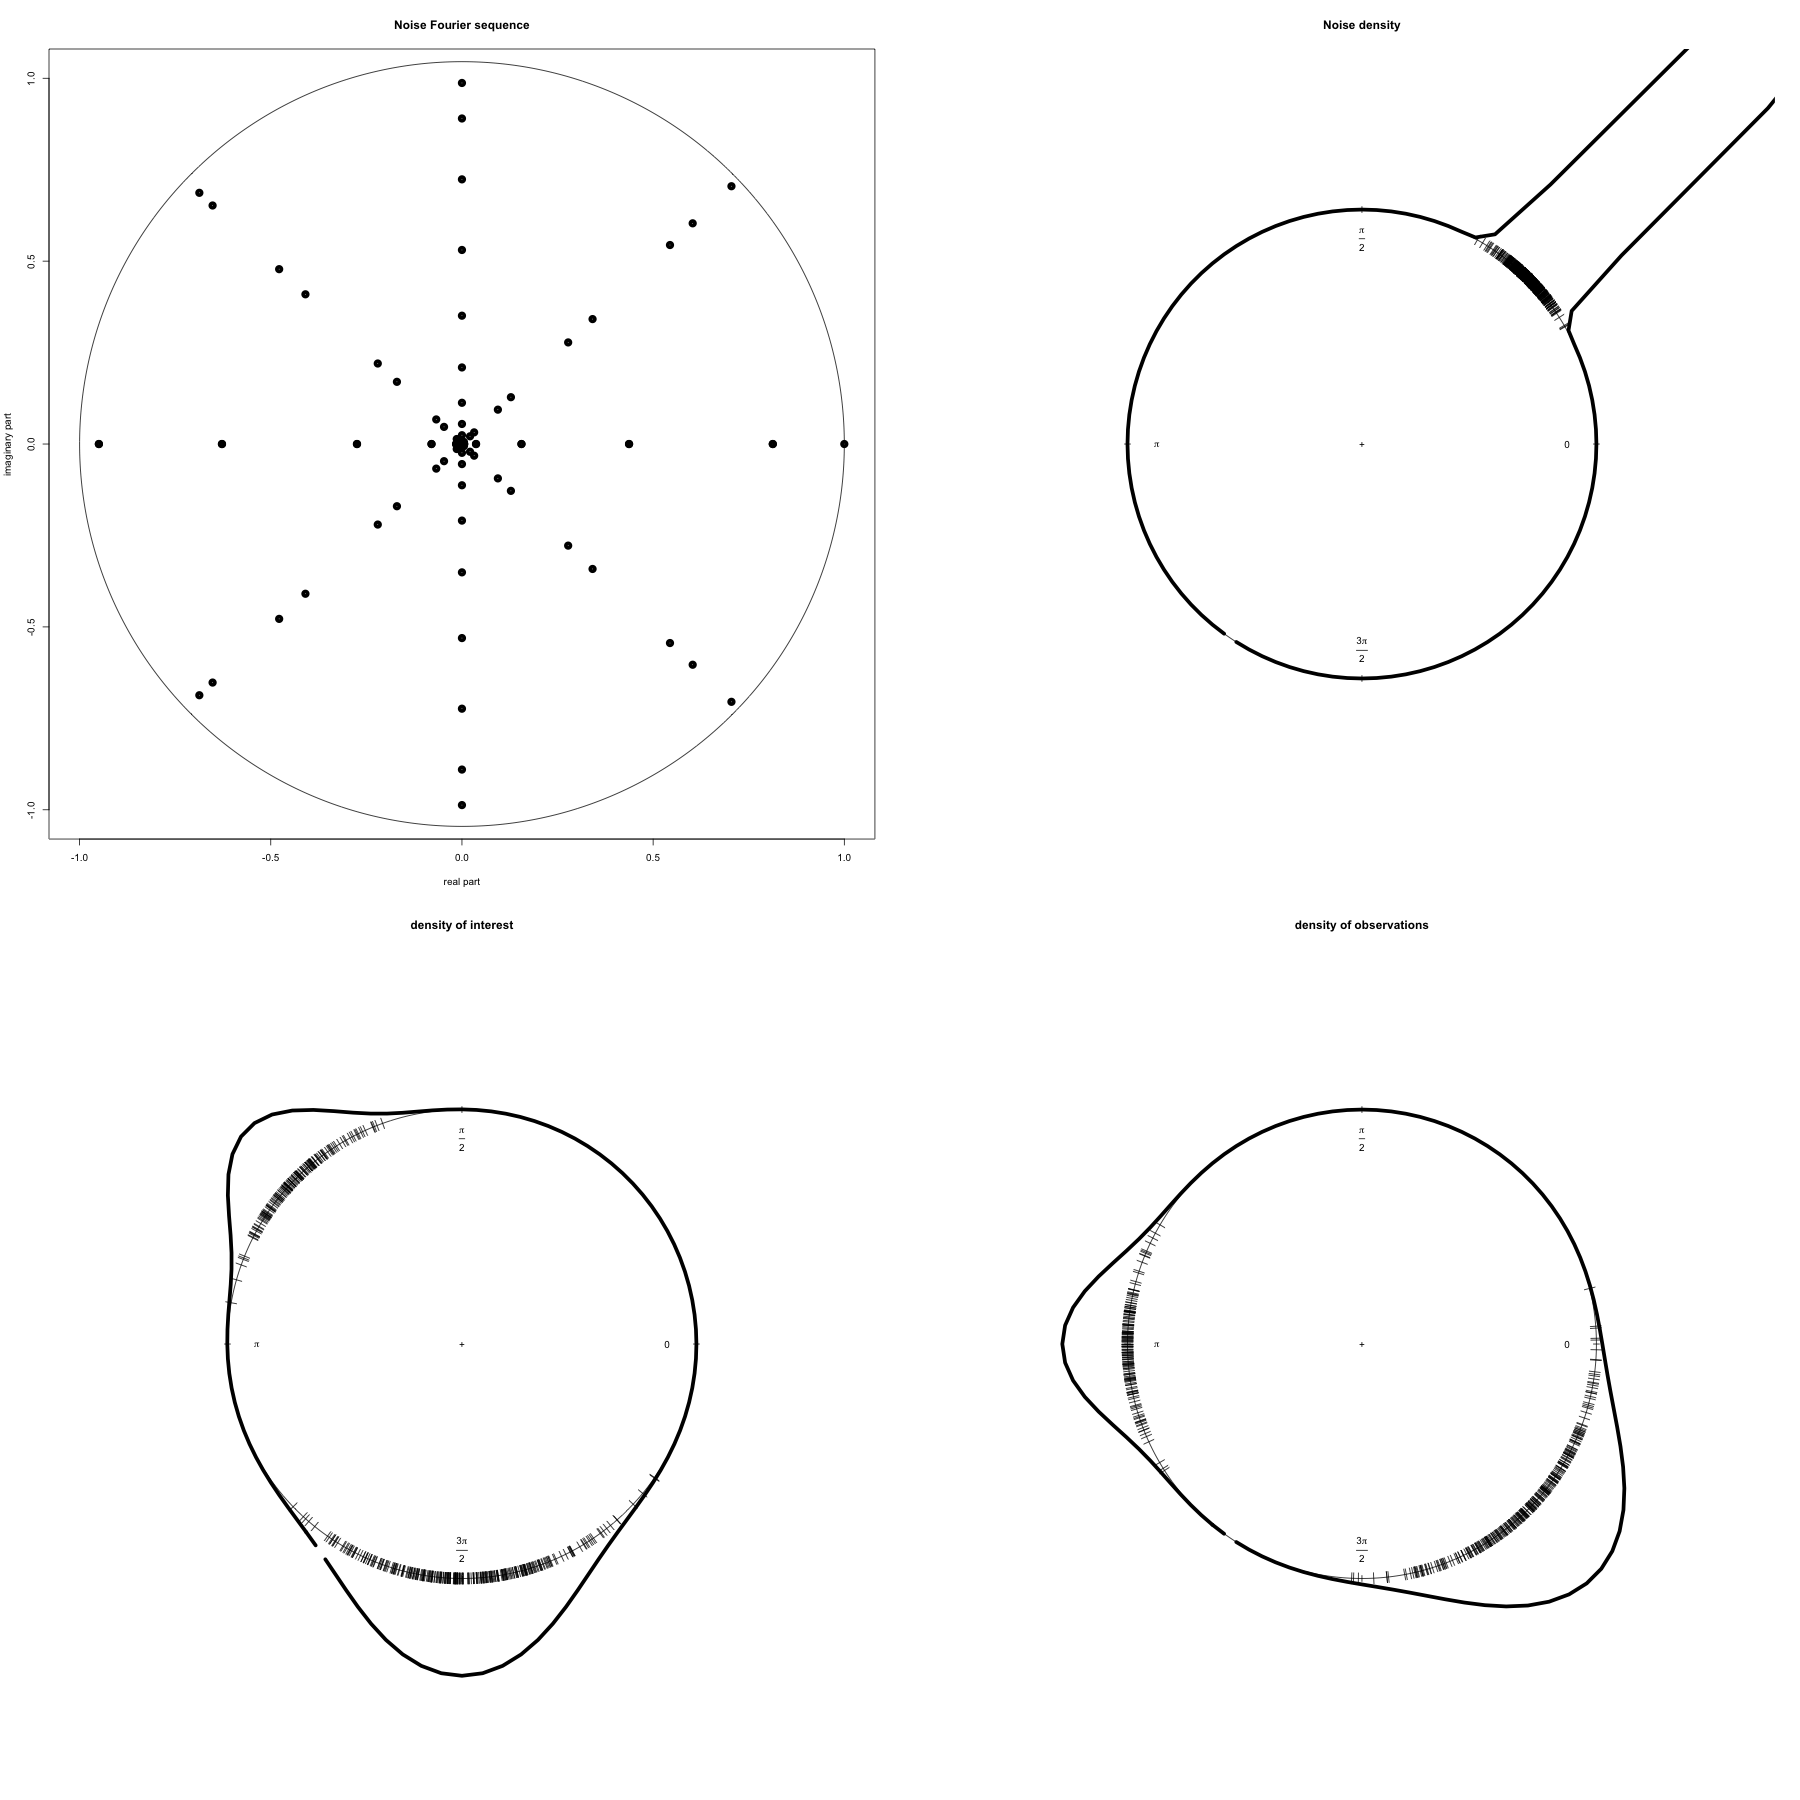 Noise Fourier sequence
1.0
0.5
0.0
-0.5
-1.0
imaginary part
-1.0 -0.5 0.0 0.5 1.0
real part
Noise density
π
2
π + 0
3π
2
density of interest
π
2
π + 0
3π
2
density of observations
π
2
π + 0
3π
2